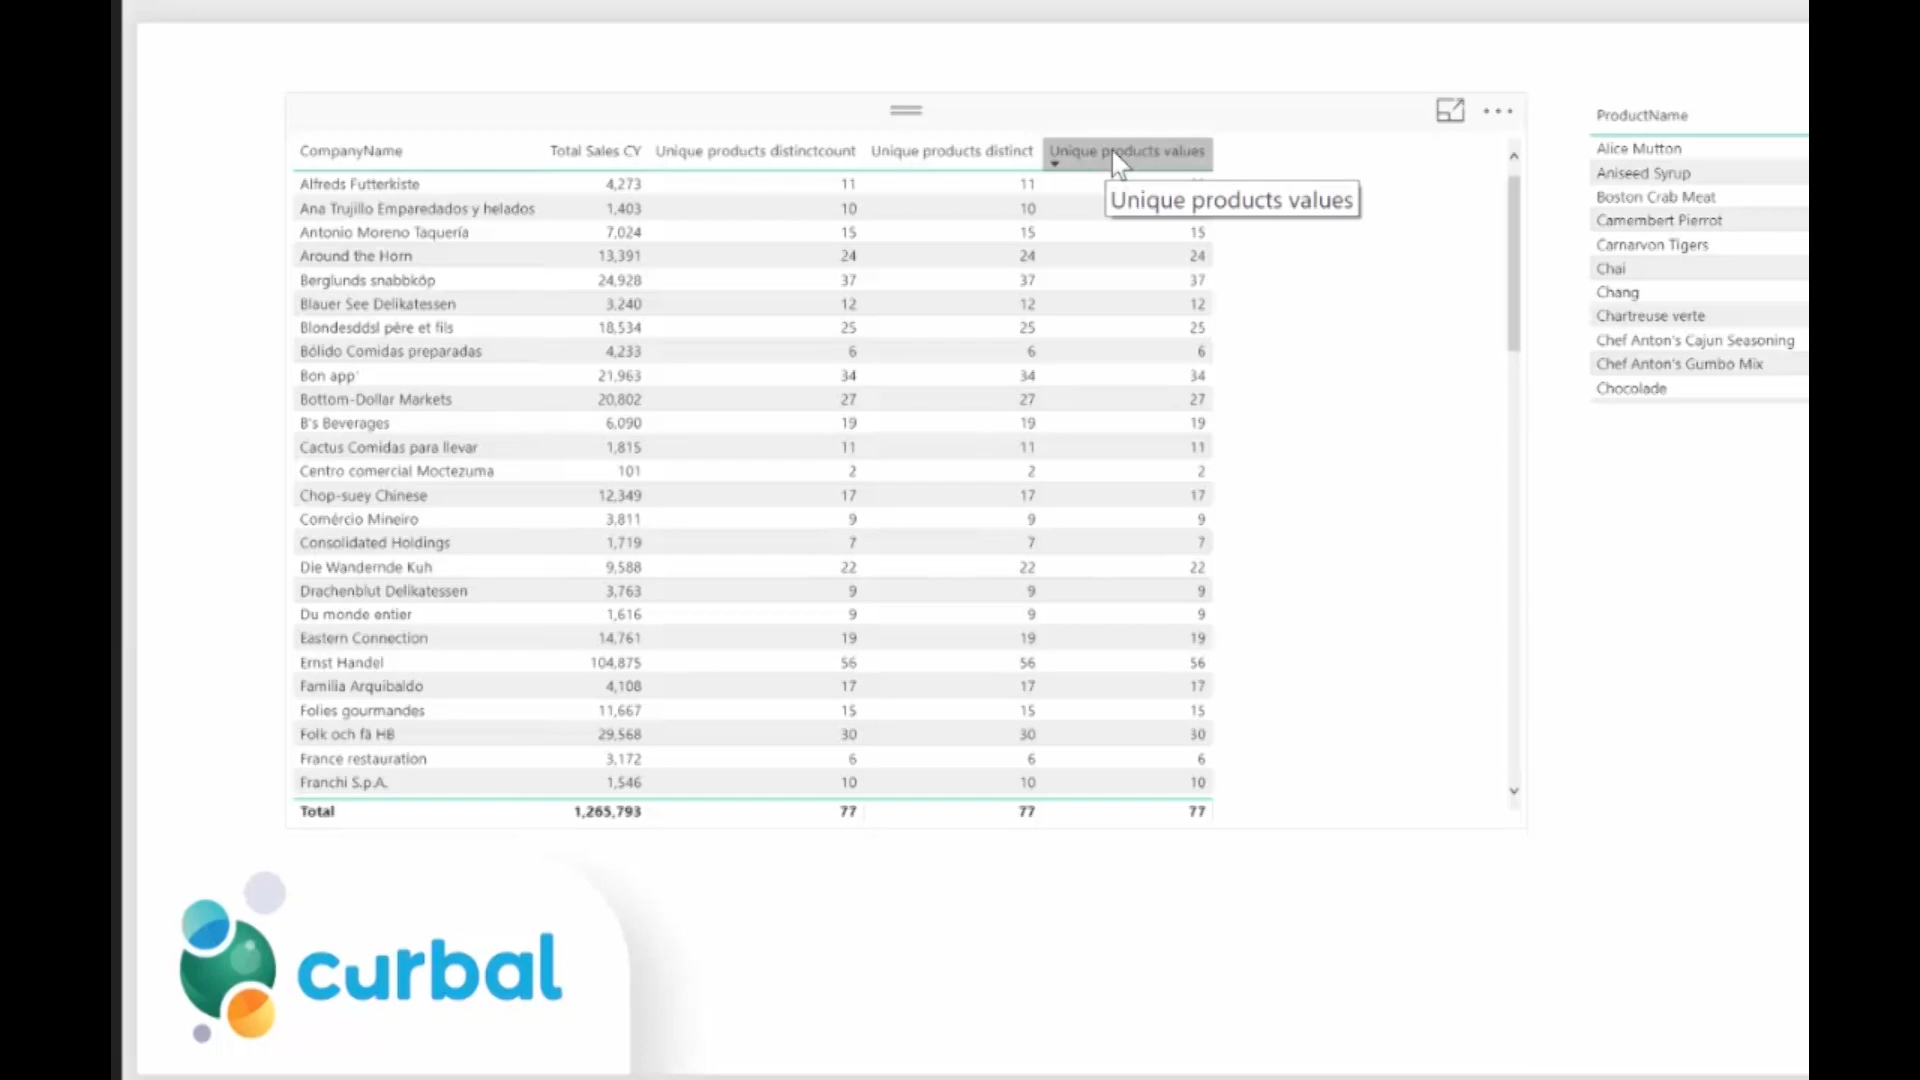 CompanyName Total Sales CY Unique products distinctcount Unique products distinct Unique products values
Unique products values
Alfreds Futterkiste 4,273 11 11
Ana Trujillo Emparedados y helados 1,403 10 10
Antonio Moreno Taquería 7,024 15 15 15
Around the Horn 13,391 24 24 24
Berglunds snabbköp 24,928 37 37 37
Blauer See Delikatessen 3,240 12 12 12
Blondesddsl père et fils 18,534 25 25 25
Bólido Comidas preparadas 4,233 6 6 6
Bon app' 21,963 34 34 34
Bottom-Dollar Markets 20,802 27 27 27
B's Beverages 6,090 19 19 19
Cactus Comidas para llevar 1,815 11 11 11
Centro comercial Moctezuma 101 2 2 2
Chop-suey Chinese 12,349 17 17 17
Comércio Mineiro 3,811 9 9 9
Consolidated Holdings 1,719 7 7 7
Die Wandernde Kuh 9,588 22 22 22
Drachenblut Delikatessen 3,763 9 9 9
Du monde entier 1,616 9 9 9
Eastern Connection 14,761 19 19 19
Ernst Handel 104,875 56 56 56
Familia Arquibaldo 4,108 17 17 17
Folies gourmandes 11,667 15 15 15
Folk och fä HB 29,568 30 30 30
France restauration 3,172 6 6 6
Franchi S.p.A. 1,546 10 10 10
Total 1,265,793 77 77 77
ProductName
Alice Mutton
Aniseed Syrup
Boston Crab Meat
Camembert Pierrot
Carnarvon Tigers
Chai
Chang
Chartreuse verte
Chef Anton's Cajun Seasoning
Chef Anton's Gumbo Mix
Chocolade
curbal